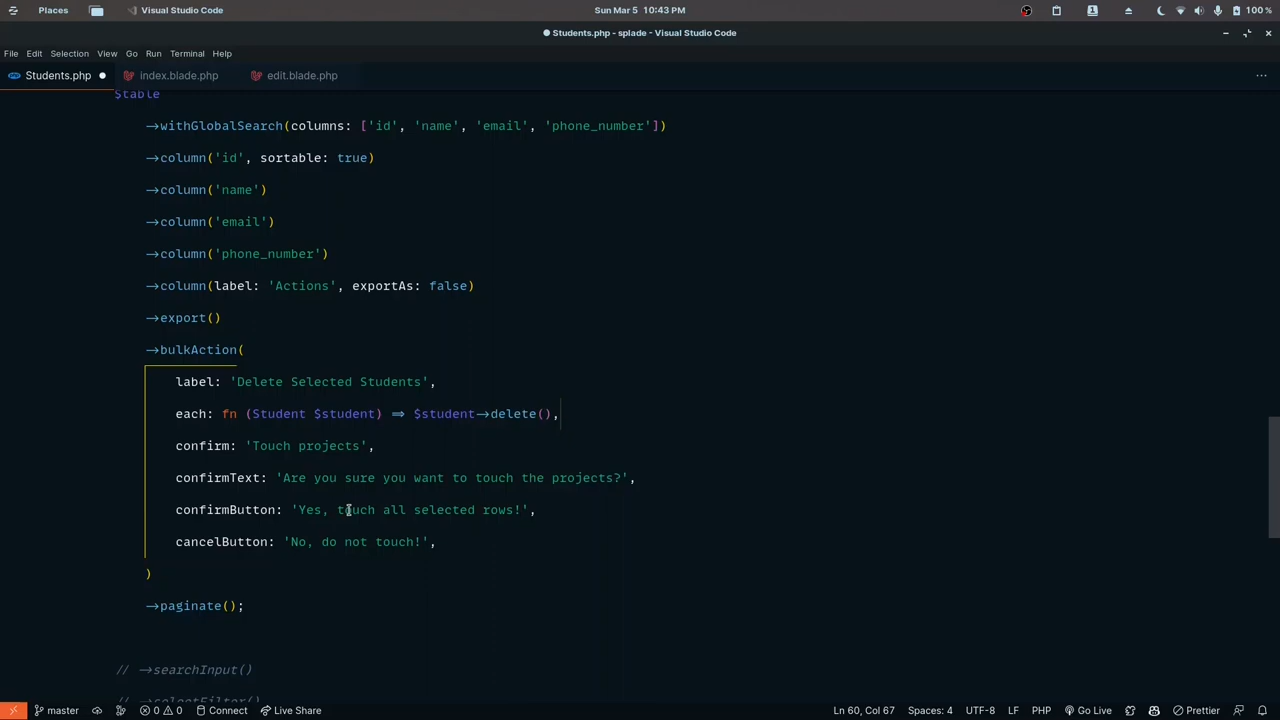 Places
Visual Studio Code
Sun Mar 5 10:43 PM
100 %
Students.php - splade - Visual Studio Code
File Edit Selection View Go Run Terminal Help
Students.php
index.blade.php
edit.blade.php
$table
->withGlobalSearch(columns: ['id', 'name', 'email', 'phone_number'])
->column('id', sortable: true)
->column('name')
->column('email')
->column('phone_number')
->column(label: 'Actions', exportAs: false)
->export()
->bulkAction(
label: 'Delete Selected Students',
each: fn (Student $student) => $student->delete(),
confirm: 'Touch projects',
confirmText: 'Are you sure you want to touch the projects?',
confirmButton: 'Yes, touch all selected rows!',
cancelButton: 'No, do not touch!',
)
->paginate();
// ->searchInput()
// ->selectFilter()
master
0
0
Connect
Live Share
Ln 60, Col 67
Spaces: 4
UTF-8
LF
PHP
Go Live
Prettier